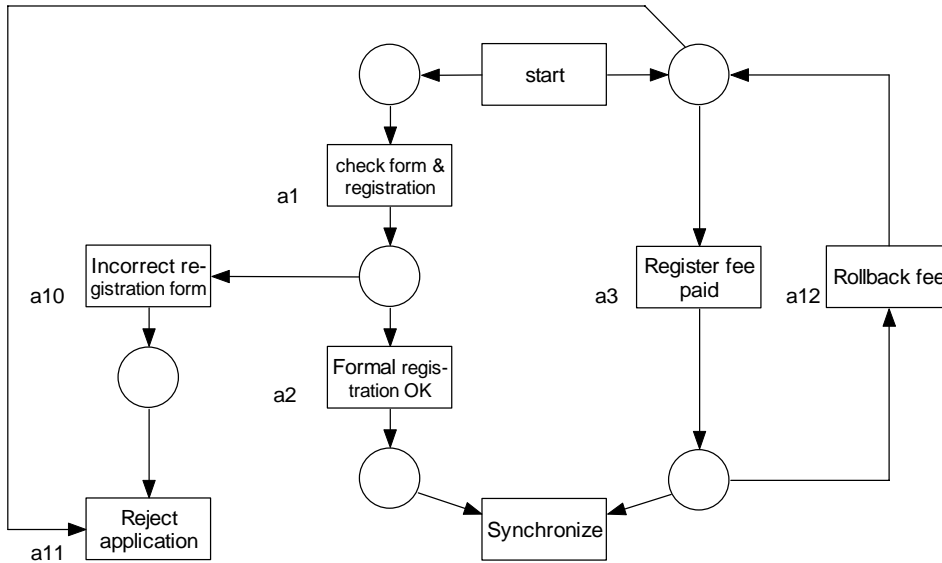 start
check form &
registration
a1
Incorrect re-
gistration form
a10
Register fee
paid
a3
Rollback fee
a12
Formal regis-
tration OK
a2
Reject
application
a11
Synchronize